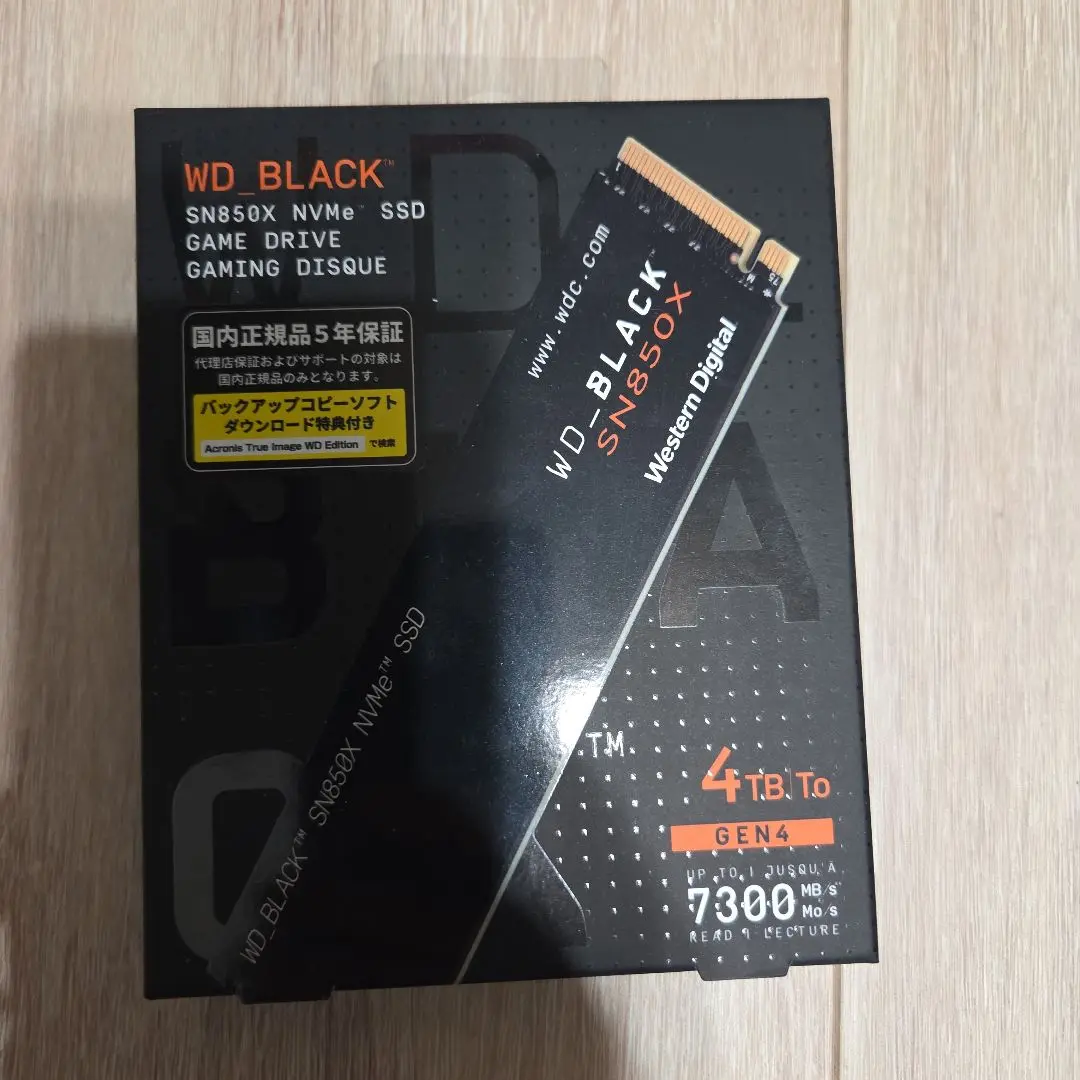 WD_BLACK™
SN850X NVMe™ SSD
GAME DRIVE
GAMING DISQUE
国内正規品5年保証
代理店保証およびサポートの対象は
国内正規品のみとなります。
バックアップコピーソフト
ダウンロード特典付き
Acronis True Image WD Edition で検索
www.wdc.com
WD_BLACK
SN850X
Western Digital
WD_BLACK™ SN850X NVMe™ SSD
TM
4TB To
GEN4
UP TO | JUSQU'À
7300 MB/s
Mo/s
READ | LECTURE